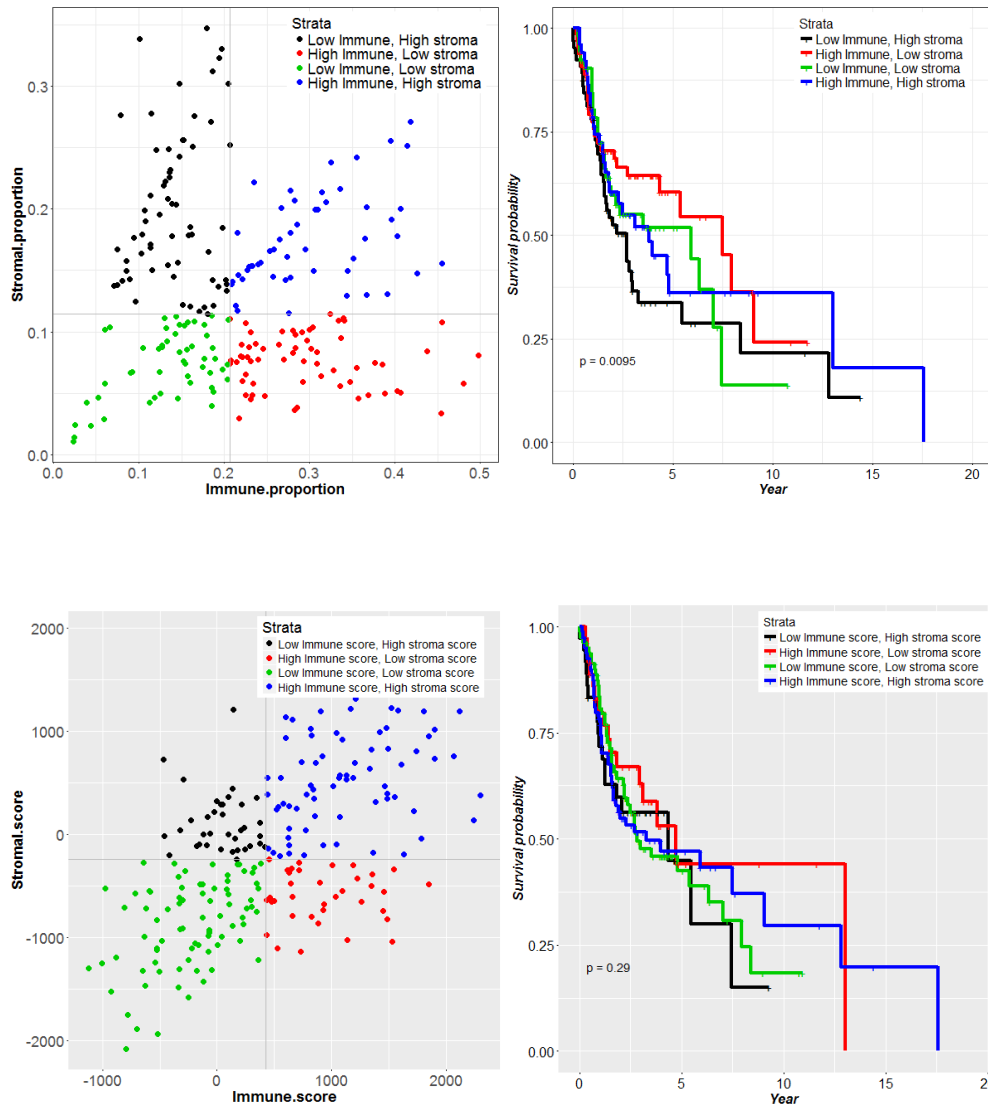 Strata
Low Immune, High stroma
High Immune, Low stroma
Low Immune, Low stroma
High Immune, High stroma
0.3
0.2
0.1
0.0
Stromal.proportion
0.0 0.1 0.2 0.3 0.4 0.5
Immune.proportion
Strata
Low Immune, High stroma
High Immune, Low stroma
Low Immune, Low stroma
High Immune, High stroma
1.00
0.75
0.50
0.25
0.00
Survival probability
p = 0.0095
0 5 10 15 20
Year
Strata
Low Immune score, High stroma score
High Immune score, Low stroma score
Low Immune score, Low stroma score
High Immune score, High stroma score
2000
1000
0
-1000
-2000
Stromal.score
-1000 0 1000 2000
Immune.score
Strata
Low Immune score, High stroma score
High Immune score, Low stroma score
Low Immune score, Low stroma score
High Immune score, High stroma score
1.00
0.75
0.50
0.25
0.00
Survival probability
p = 0.29
0 5 10 15 20
Year